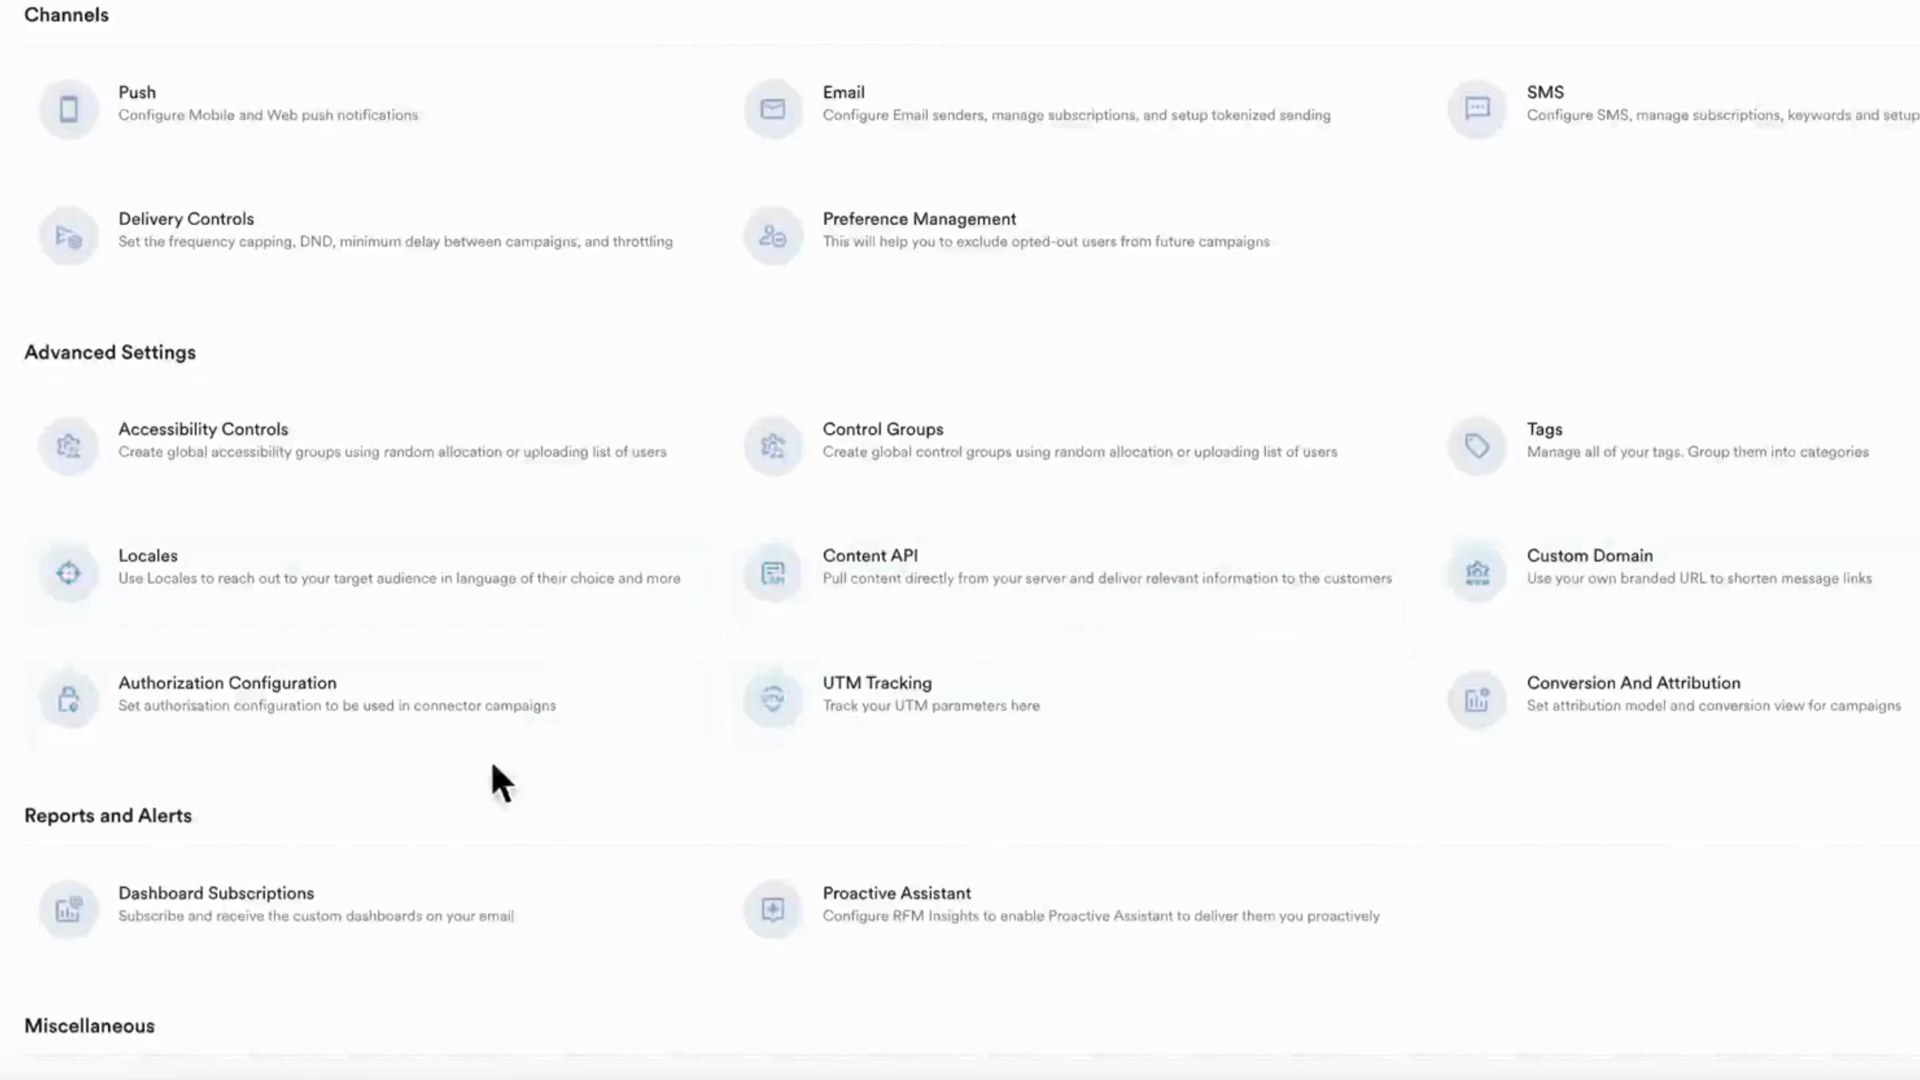 Channels
Push
Configure Mobile and Web push notifications
Email
Configure Email senders, manage subscriptions, and setup tokenized sending
SMS
Configure SMS, manage subscriptions, keywords and setup
Delivery Controls
Set the frequency capping, DND, minimum delay between campaigns, and throttling
Preference Management
This will help you to exclude opted-out users from future campaigns
Advanced Settings
Accessibility Controls
Create global accessibility groups using random allocation or uploading list of users
Control Groups
Create global control groups using random allocation or uploading list of users
Tags
Manage all of your tags. Group them into categories
Locales
Use Locales to reach out to your target audience in language of their choice and more
Content API
Pull content directly from your server and deliver relevant information to the customers
Custom Domain
Use your own branded URL to shorten message links
Authorization Configuration
Set authorisation configuration to be used in connector campaigns
UTM Tracking
Track your UTM parameters here
Conversion And Attribution
Set attribution model and conversion view for campaigns
Reports and Alerts
Dashboard Subscriptions
Subscribe and receive the custom dashboards on your email
Proactive Assistant
Configure RFM Insights to enable Proactive Assistant to deliver them you proactively
Miscellaneous